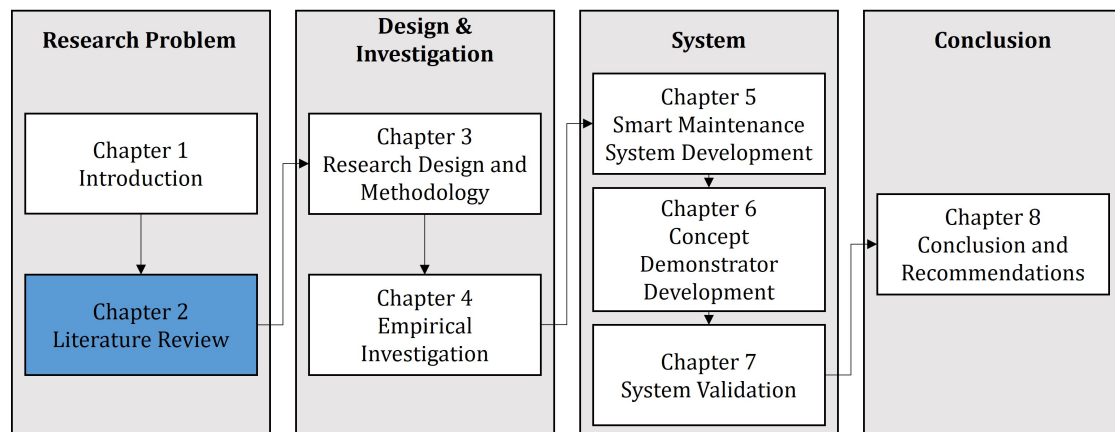 Research Problem
Chapter 1
Introduction
Chapter 2
Literature Review
Design &
Investigation
Chapter 3
Research Design and
Methodology
Chapter 4
Empirical
Investigation
System
Chapter 5
Smart Maintenance
System Development
Chapter 6
Concept
Demonstrator
Development
Chapter 7
System Validation
Conclusion
Chapter 8
Conclusion and
Recommendations